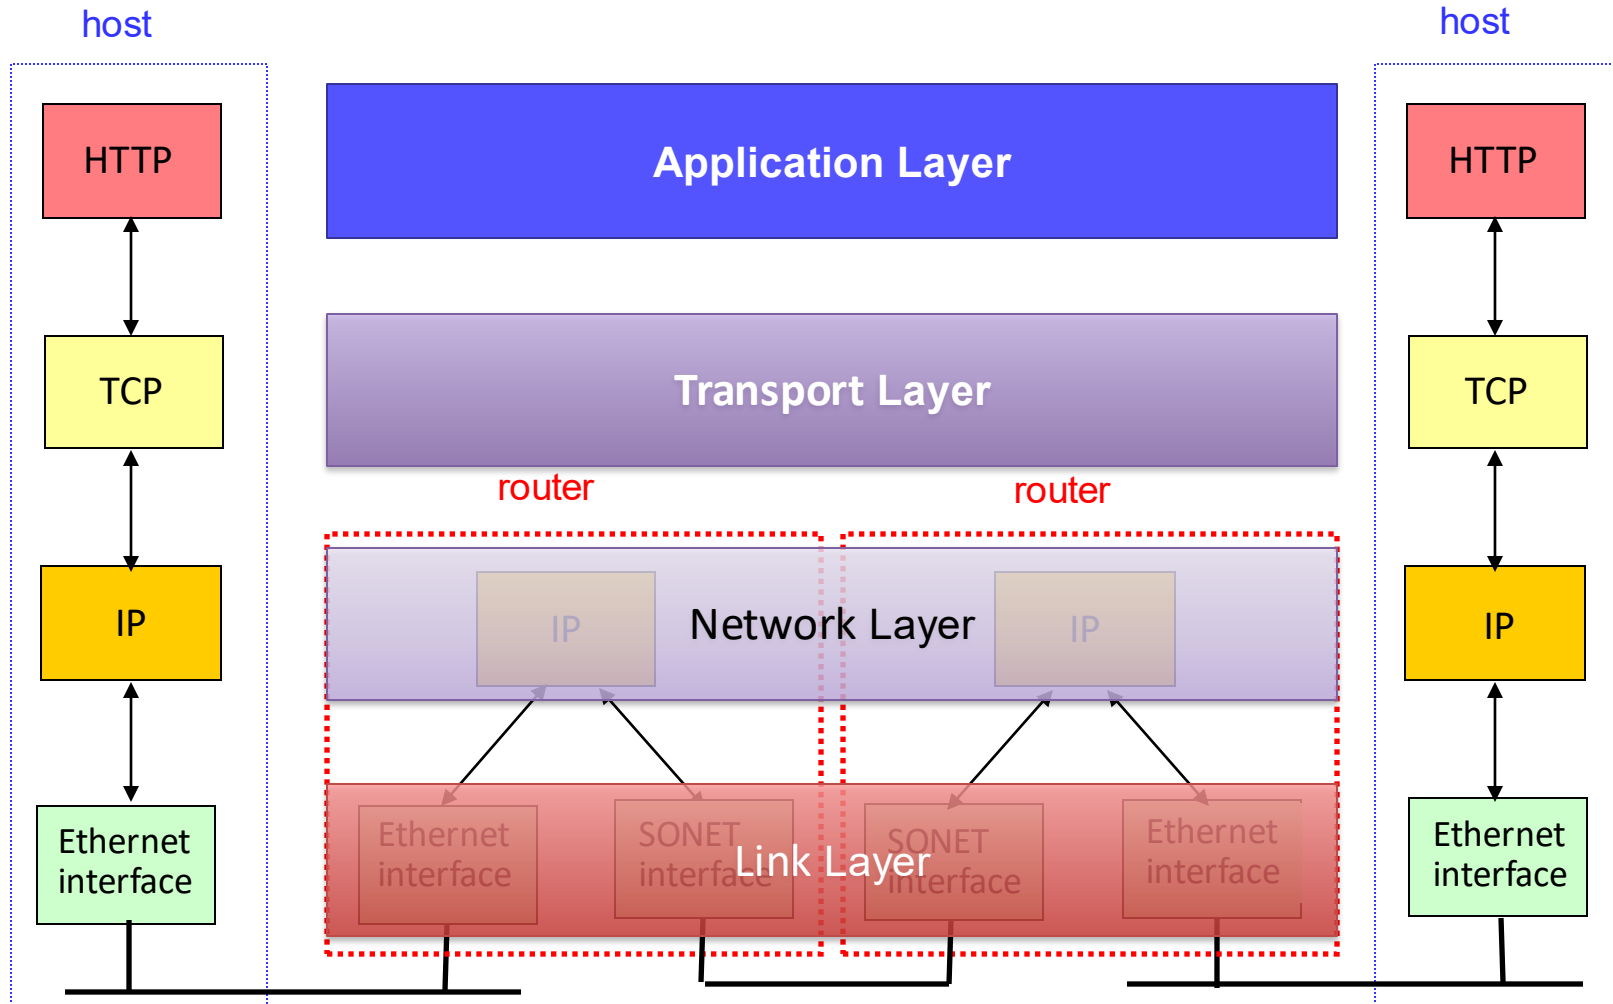 host
host
HTTP
Application Layer
HTTP
TCP
Transport Layer
TCP
router
router
IP
IP
Network Layer
IP
IP
Ethernet
interface
Ethernet
interface
SONET
interface
Link Layer
SONET
interface
Ethernet
interface
Ethernet
interface